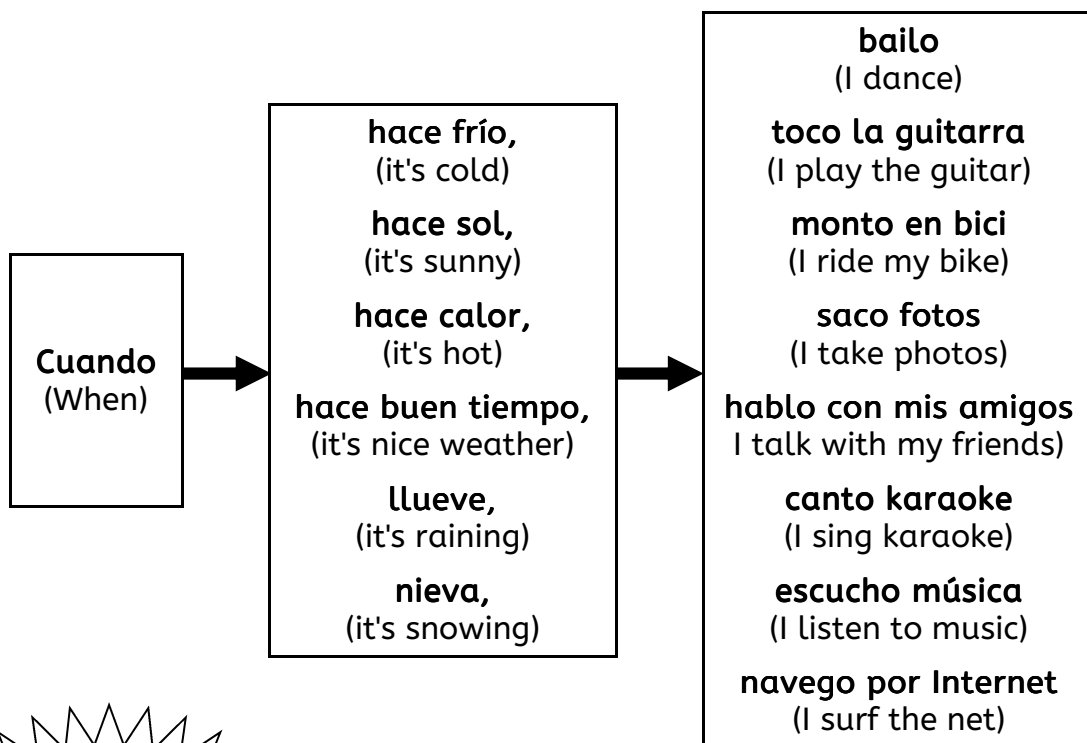 Cuando
(When)
hace frío,
(it's cold)
hace sol,
(it's sunny)
hace calor,
(it's hot)
hace buen tiempo,
(it's nice weather)
llueve,
(it's raining)
nieva,
(it's snowing)
bailo
(I dance)
toco la guitarra
(I play the guitar)
monto en bici
(I ride my bike)
saco fotos
(I take photos)
hablo con mis amigos
I talk with my friends)
canto karaoke
(I sing karaoke)
escucho música
(I listen to music)
navego por Internet
(I surf the net)